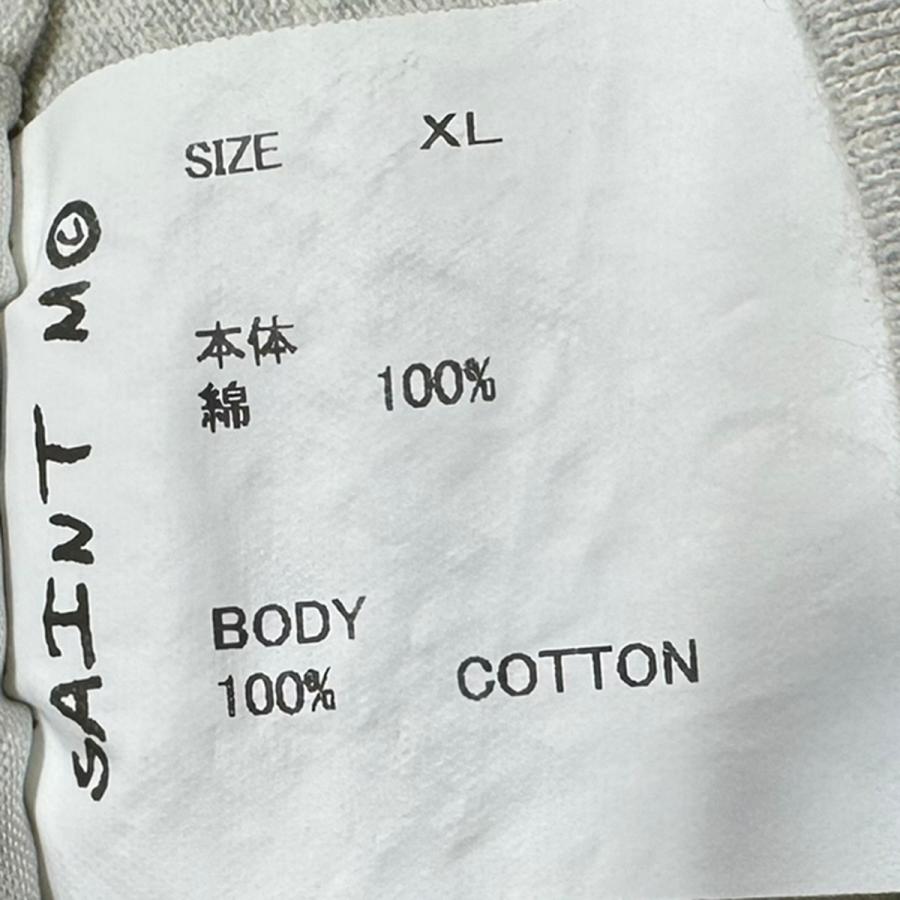 SIZE XL
本体
綿 100%
BODY
100% COTTON
SAINT M©